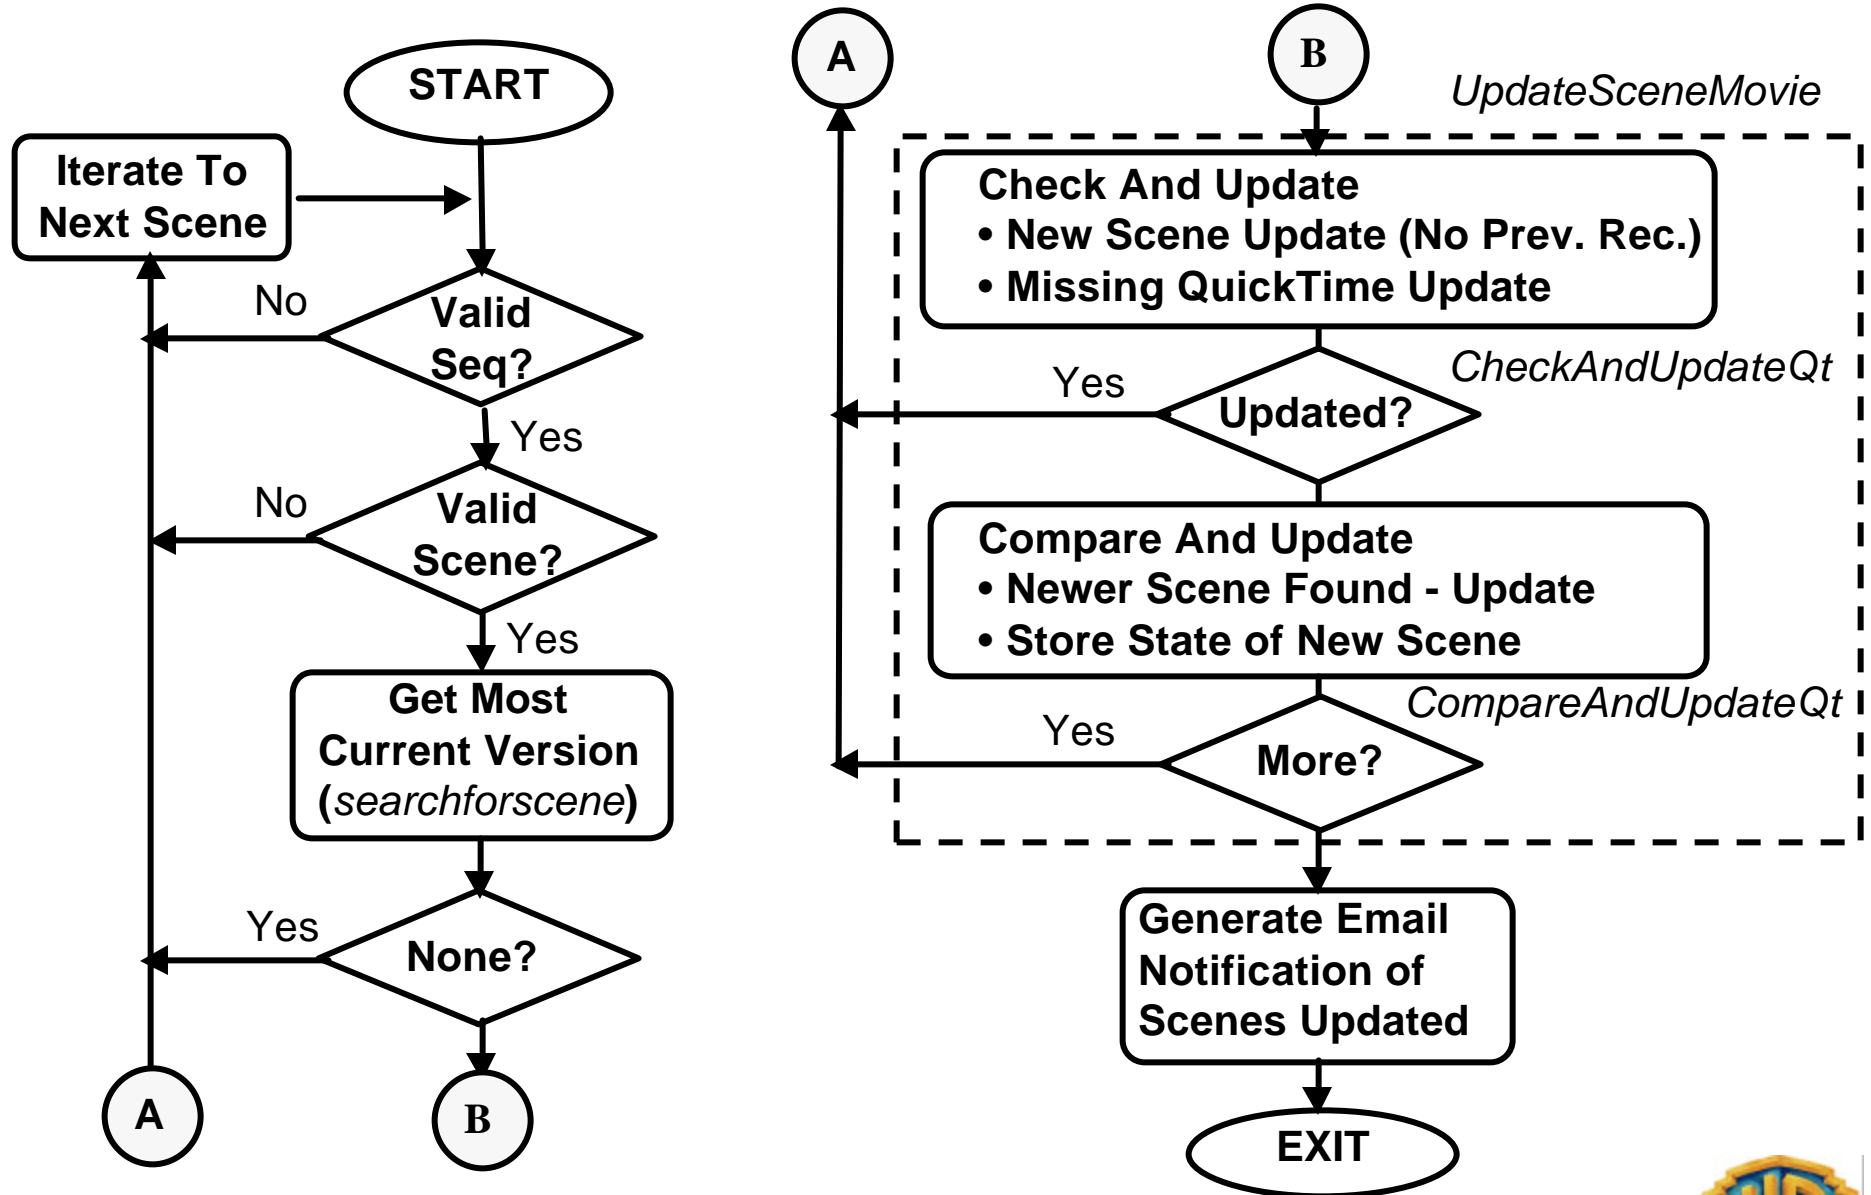 START
Iterate To
Next Scene
No
Valid
Seq?
Yes
No
Valid
Scene?
Yes
Get Most
Current Version
(searchforscene)
Yes
None?
A
B
A
B
UpdateSceneMovie
Check And Update
• New Scene Update (No Prev. Rec.)
• Missing QuickTime Update
CheckAndUpdateQt
Yes
Updated?
Compare And Update
• Newer Scene Found - Update
• Store State of New Scene
CompareAndUpdateQt
Yes
More?
Generate Email
Notification of
Scenes Updated
EXIT